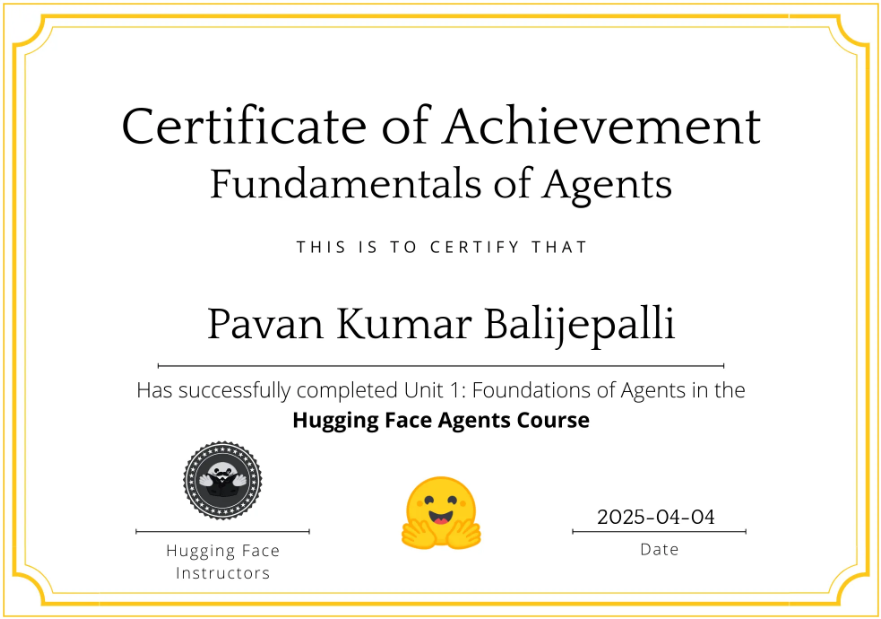 Certificate of Achievement
Fundamentals of Agents
THIS IS TO CERTIFY THAT
Pavan Kumar Balijepalli
Has successfully completed Unit 1: Foundations of Agents in the
Hugging Face Agents Course
2025-04-04
Hugging Face
Instructors
Date